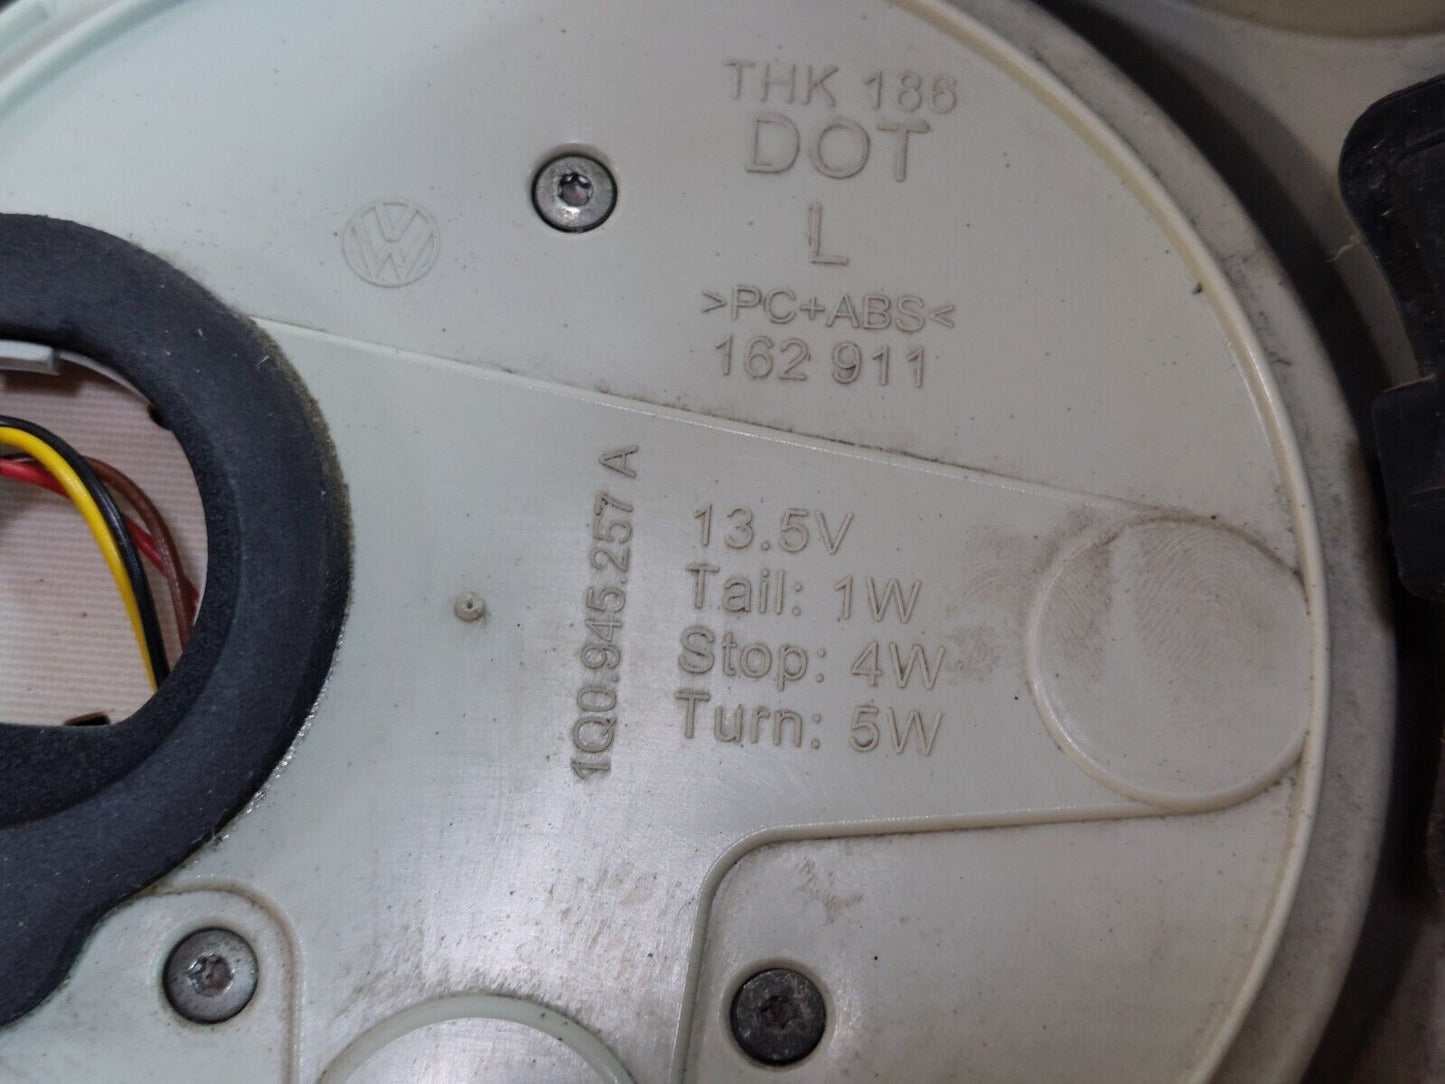 THK 186
DOT
L
>PC+ABS<
162 911
1Q0.945.257 A
13.5V
Tail: 1W
Stop: 4W
Turn: 5W